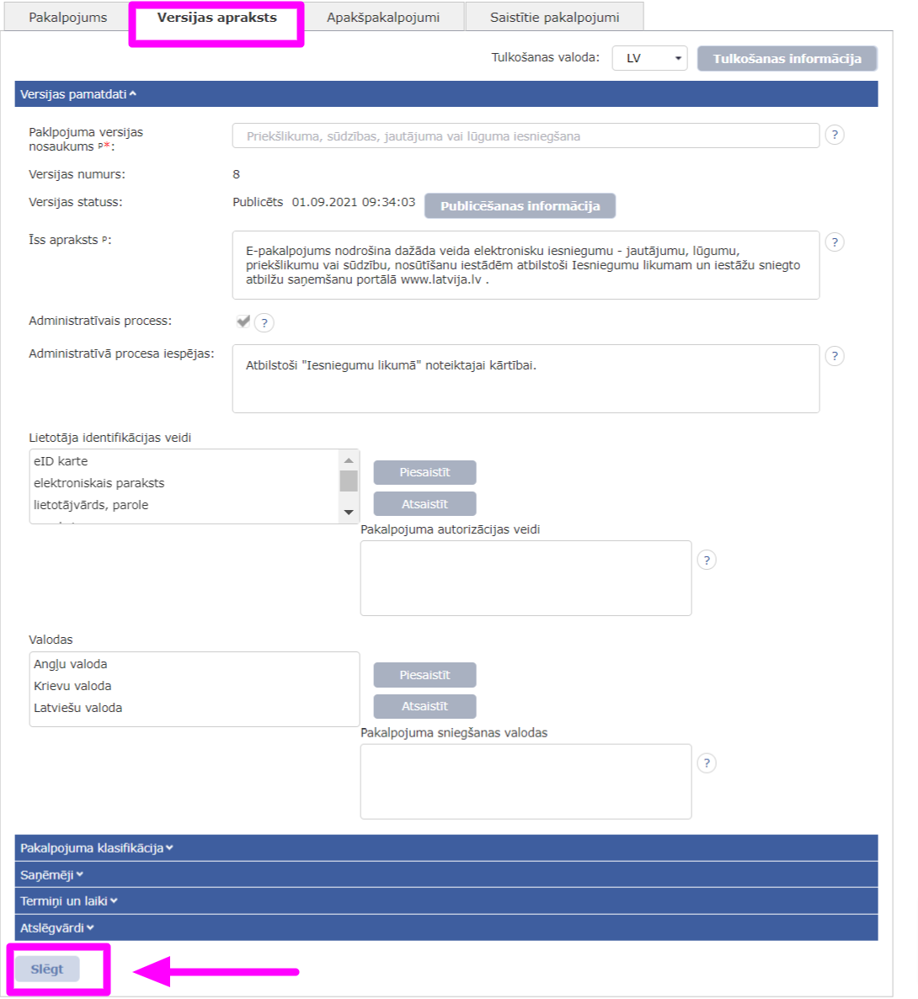 Pakalpojums
Versijas apraksts
Apakšpakalpojumi
Saistītie pakalpojumi
Tulkošanas valoda:
LV
Tulkošanas informācija
Versijas pamatdati
Paklpojuma versijas
nosaukums P*:
Priekšlikuma, sūdzības, jautājuma vai lūguma iesniegšana
?
Versijas numurs:
8
Versijas statuss:
Publicēts 01.09.2021 09:34:03
Publicēšanas informācija
Īss apraksts P:
E-pakalpojums nodrošina dažāda veida elektronisku iesniegumu - jautājumu, lūgumu,
priekšlikumu vai sūdzību, nosūtīšanu iestādēm atbilstoši Iesniegumu likumam un iestāžu sniegto
atbilžu saņemšanu portālā www.latvija.lv .
?
Administratīvais process:
?
Administratīvā procesa iespējas:
Atbilstoši "Iesniegumu likumā" noteiktajai kārtībai.
?
Lietotāja identifikācijas veidi
eID karte
elektroniskais paraksts
lietotājvārds, parole
Piesaistīt
Atsaistīt
Pakalpojuma autorizācijas veidi
?
Valodas
Angļu valoda
Krievu valoda
Latviešu valoda
Piesaistīt
Atsaistīt
Pakalpojuma sniegšanas valodas
?
Pakalpojuma klasifikācija
Saņēmēji
Termiņi un laiki
Atslēgvārdi
Slēgt